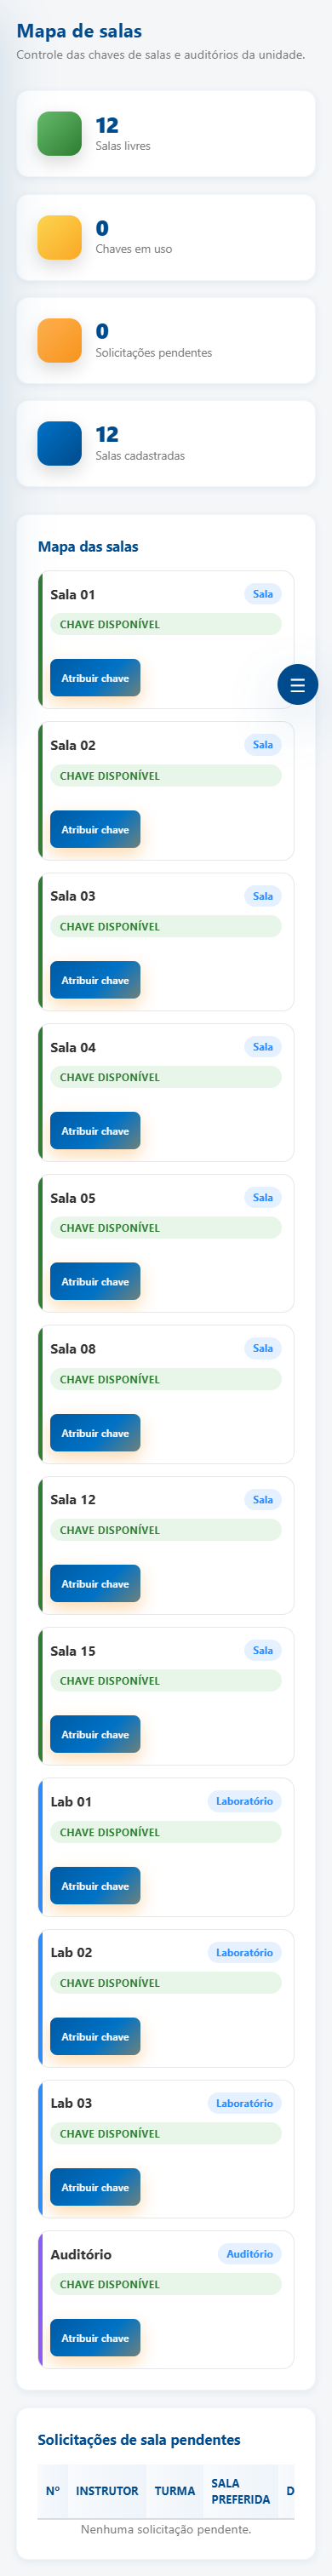 Mapa de salas
Controle das chaves de salas e auditórios da unidade.
12
Salas livres
0
Chaves em uso
0
Solicitações pendentes
12
Salas cadastradas
Mapa das salas
Sala 01 Sala
CHAVE DISPONÍVEL
Atribuir chave
Sala 02 Sala
CHAVE DISPONÍVEL
Atribuir chave
Sala 03 Sala
CHAVE DISPONÍVEL
Atribuir chave
Sala 04 Sala
CHAVE DISPONÍVEL
Atribuir chave
Sala 05 Sala
CHAVE DISPONÍVEL
Atribuir chave
Sala 08 Sala
CHAVE DISPONÍVEL
Atribuir chave
Sala 12 Sala
CHAVE DISPONÍVEL
Atribuir chave
Sala 15 Sala
CHAVE DISPONÍVEL
Atribuir chave
Lab 01 Laboratório
CHAVE DISPONÍVEL
Atribuir chave
Lab 02 Laboratório
CHAVE DISPONÍVEL
Atribuir chave
Lab 03 Laboratório
CHAVE DISPONÍVEL
Atribuir chave
Auditório Auditório
CHAVE DISPONÍVEL
Atribuir chave
Solicitações de sala pendentes
Nº INSTRUTOR TURMA SALA PREFERIDA D
Nenhuma solicitação pendente.